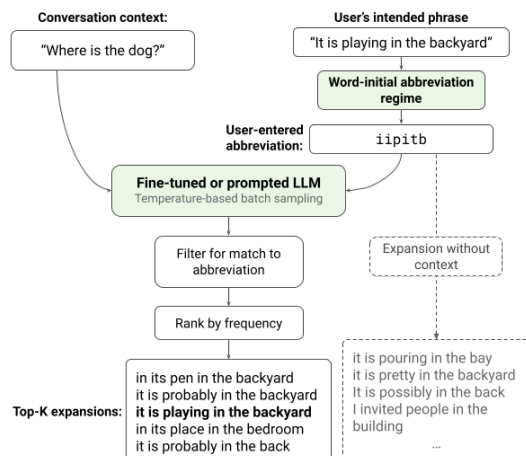 Conversation context:
User's intended phrase
“Where is the dog?”
“It is playing in the backyard”
Word-initial abbreviation
regime
User-entered
abbreviation:
iipitb
Fine-tuned or prompted LLM
Temperature-based batch sampling
Filter for match to
abbreviation
Expansion without
context
Rank by frequency
Top-K expansions:
in its pen in the backyard
it is probably in the backyard
it is playing in the backyard
in its place in the bedroom
it is probably in the back
it is pouring in the bay
it is pretty in the backyard
It is possibly in the back
I invited people in the
building
...